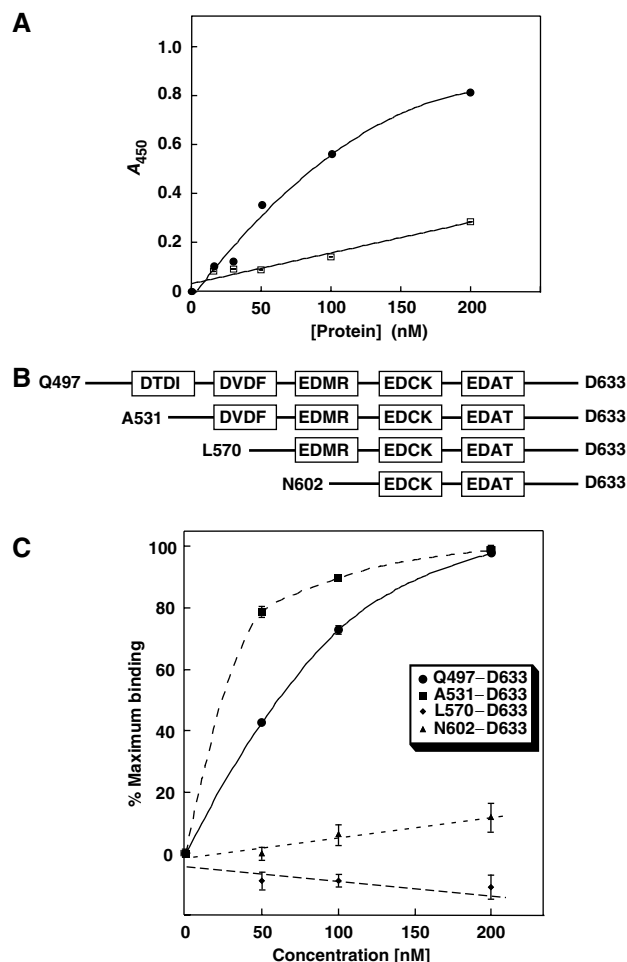 A
1.0
0.8
0.6
0.4
0.2
0
A450
0 50 100 150 200
[Protein] (nM)
B
Q497 DTDI DVDF EDMR EDCK EDAT D633
A531 DVDF EDMR EDCK EDAT D633
L570 EDMR EDCK EDAT D633
N602 EDCK EDAT D633
C
100
80
60
40
20
0
% Maximum binding
Q497–D633
A531–D633
L570–D633
N602–D633
0 50 100 150 200
Concentration [nM]